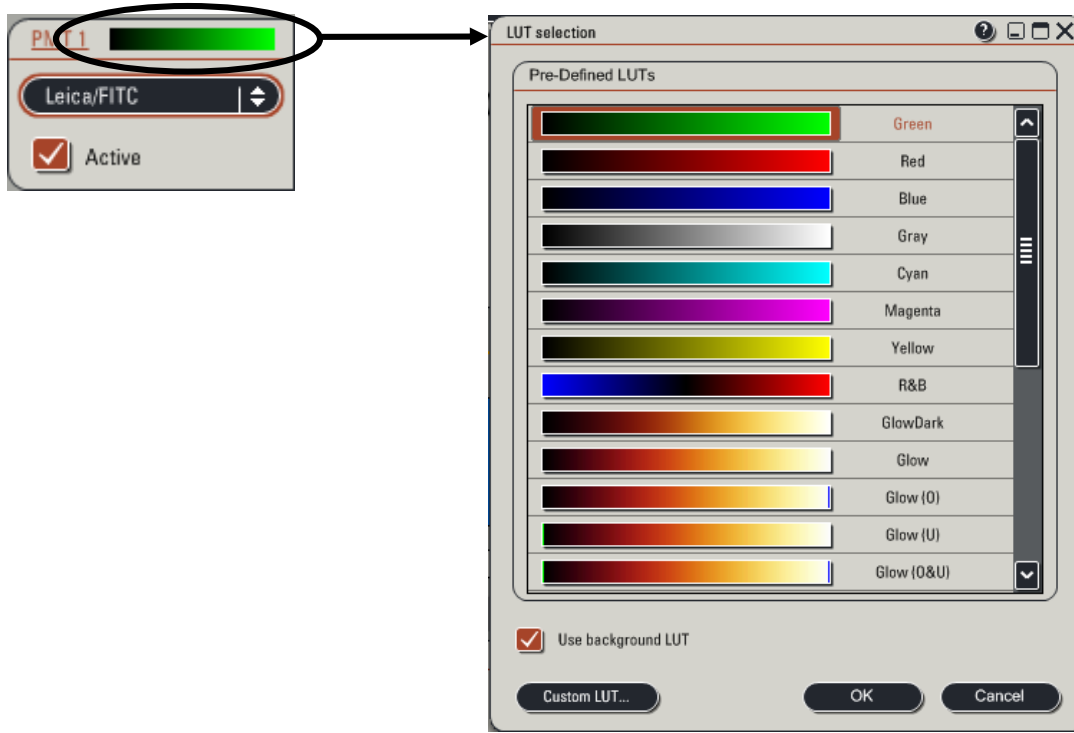 PMT 1
Leica/FITC
Active
LUT selection
Pre-Defined LUTs
Green
Red
Blue
Gray
Cyan
Magenta
Yellow
R&B
GlowDark
Glow
Glow (O)
Glow (U)
Glow (O&U)
Use background LUT
Custom LUT...
OK
Cancel